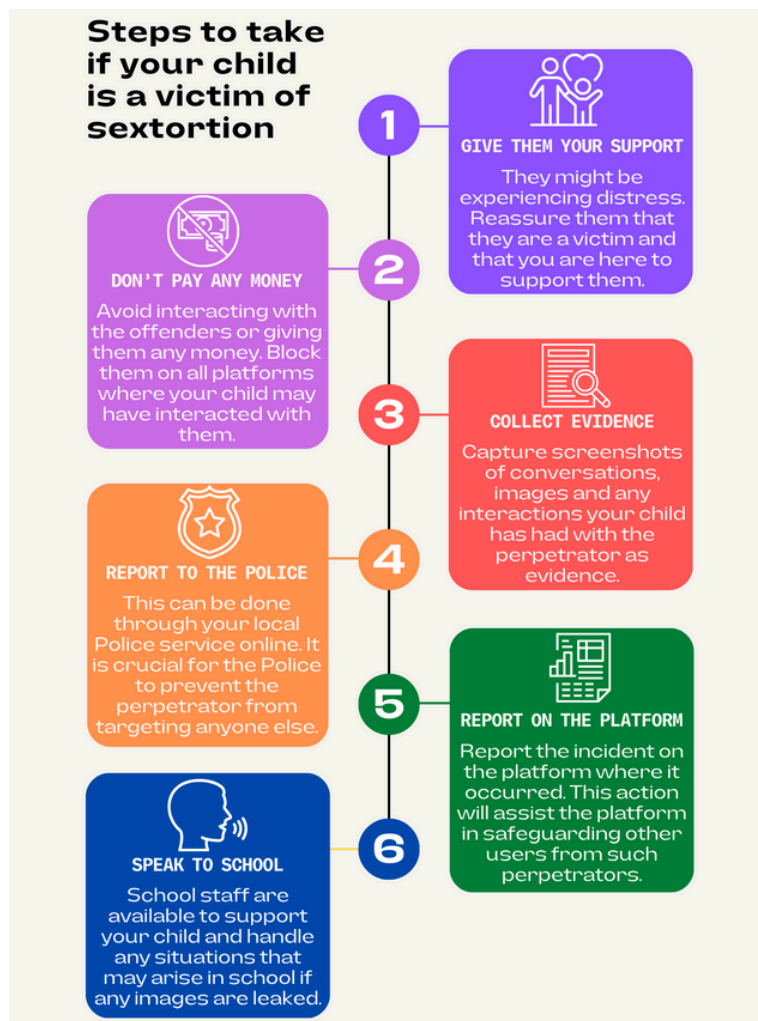 Steps to take
if your child
is a victim of
sextortion
1
GIVE THEM YOUR SUPPORT
They might be
experiencing distress.
Reassure them that
they are a victim and
that you are here to
support them.
2
DON'T PAY ANY MONEY
Avoid interacting with
the offenders or giving
them any money. Block
them on all platforms
where your child may
have interacted with
them.
3
COLLECT EVIDENCE
Capture screenshots
of conversations,
images and any
interactions your child
has had with the
perpetrator as
evidence.
4
REPORT TO THE POLICE
This can be done
through your local
Police service online. It
is crucial for the Police
to prevent the
perpetrator from
targeting anyone else.
5
REPORT ON THE PLATFORM
Report the incident on
the platform where it
occurred. This action
will assist the platform
in safeguarding other
users from such
perpetrators.
6
SPEAK TO SCHOOL
School staff are
available to support
your child and handle
any situations that
may arise in school if
any images are leaked.